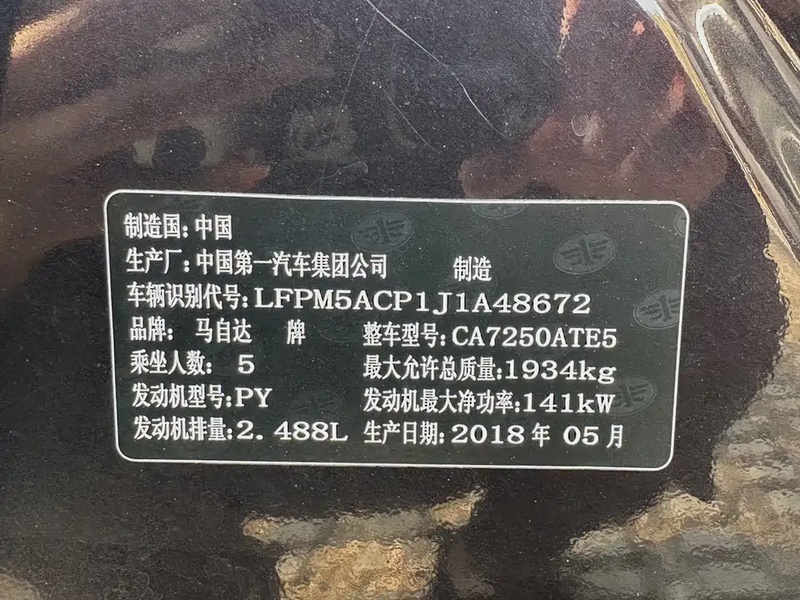 制造国:中国
生产厂:中国第一汽车集团公司 制造
车辆识别代号:LFPM5ACP1J1A48672
品牌: 马自达 牌 整车型号:CA7250ATE5
乘坐人数: 5 最大允许总质量:1934kg
发动机型号:PY 发动机最大净功率:141kW
发动机排量:2.488L 生产日期:2018年 05月